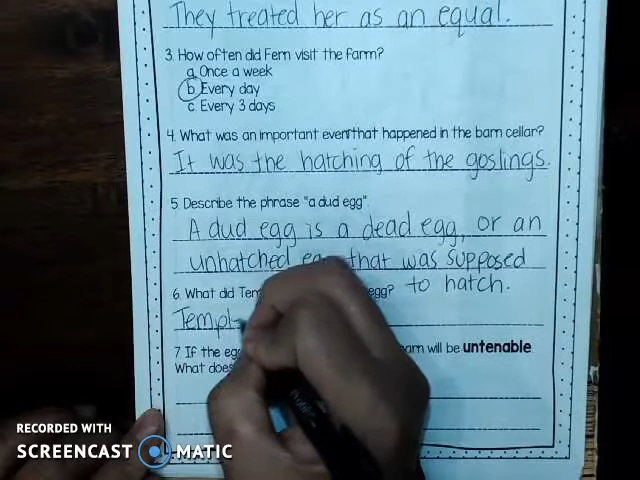 They treated her as an equal.
3. How often did Fern visit the farm?
a. Once a week
b. Every day
c. Every 3 days
4. What was an important event that happened in the barn cellar?
It was the hatching of the goslings.
5. Describe the phrase "a dud egg".
A dud egg is a dead egg, or an
unhatched egg that was supposed
to hatch.
6. What did egg?
Templ
7. If the barn will be untenable.
What does
RECORDED WITH
SCREENCAST MATIC